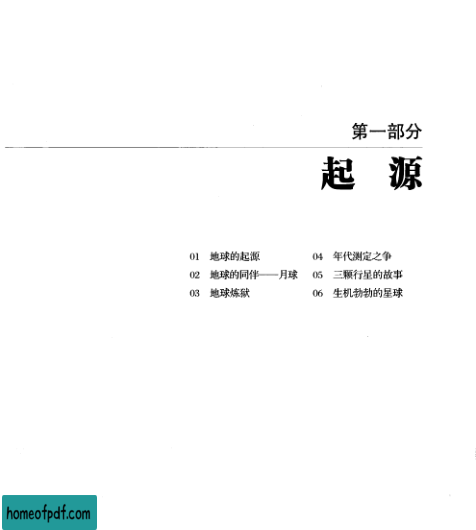 第一部分
起 源
01 地球的起源
02 地球的同伴——月球
03 地球炼狱
04 年代测定之争
05 三颗行星的故事
06 生机勃勃的星球
homeofpdf.com